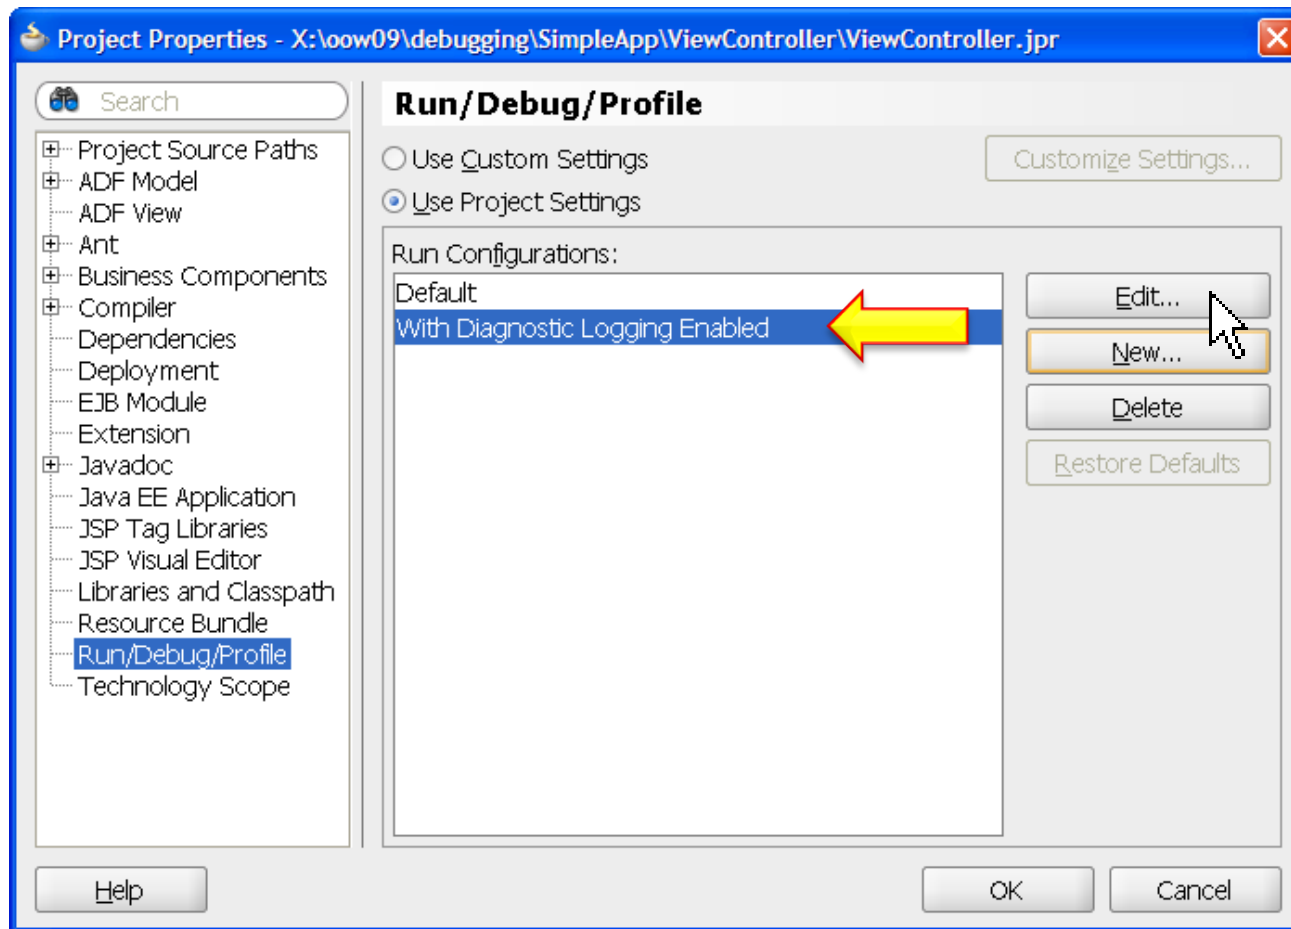 Project Properties - X:\oow09\debugging\SimpleApp\ViewController\ViewController.jpr
Search
Project Source Paths
ADF Model
ADF View
Ant
Business Components
Compiler
Dependencies
Deployment
EJB Module
Extension
Javadoc
Java EE Application
JSP Tag Libraries
JSP Visual Editor
Libraries and Classpath
Resource Bundle
Run/Debug/Profile
Technology Scope
Run/Debug/Profile
Use Custom Settings
Customize Settings...
Use Project Settings
Run Configurations:
Default
With Diagnostic Logging Enabled
Edit...
New...
Delete
Restore Defaults
Help
OK
Cancel